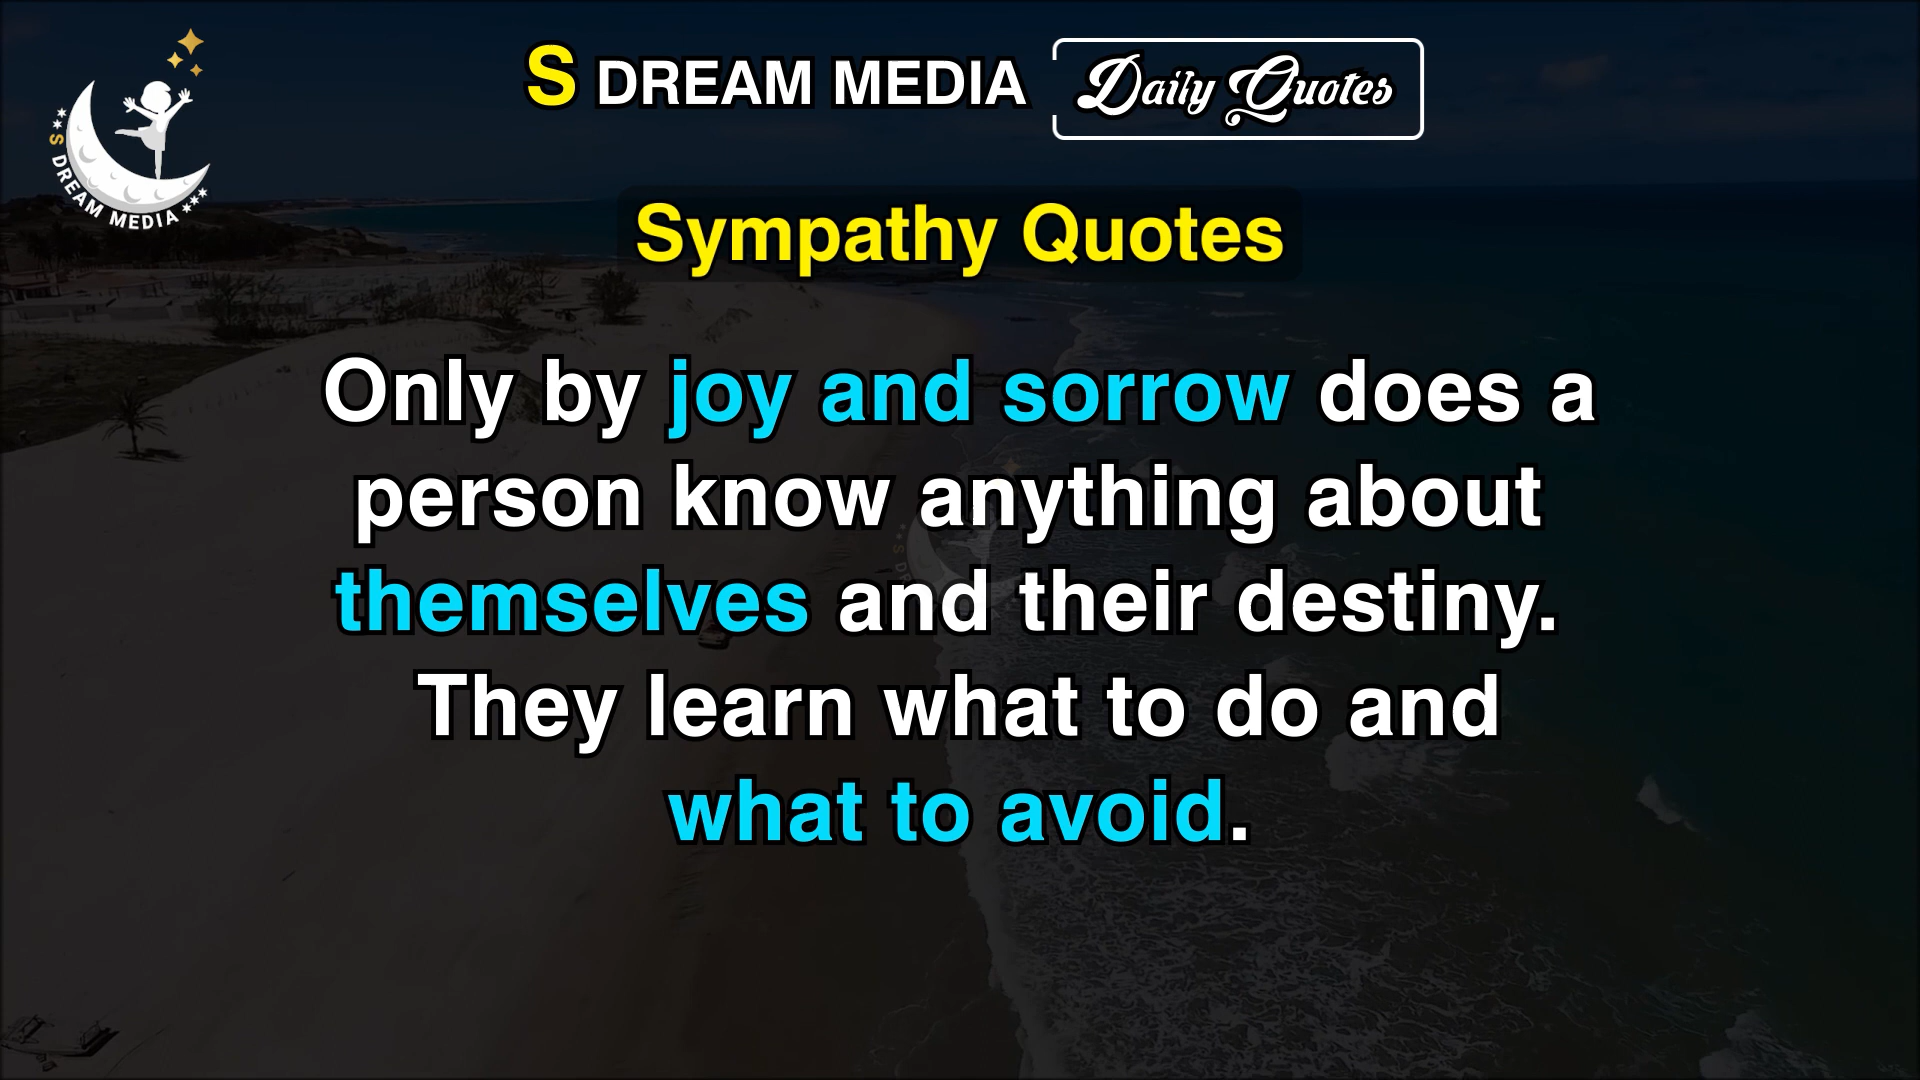 S DREAM MEDIA
S DREAM MEDIA Daily Quotes
Sympathy Quotes
Only by joy and sorrow does a
person know anything about
themselves and their destiny.
They learn what to do and
what to avoid.